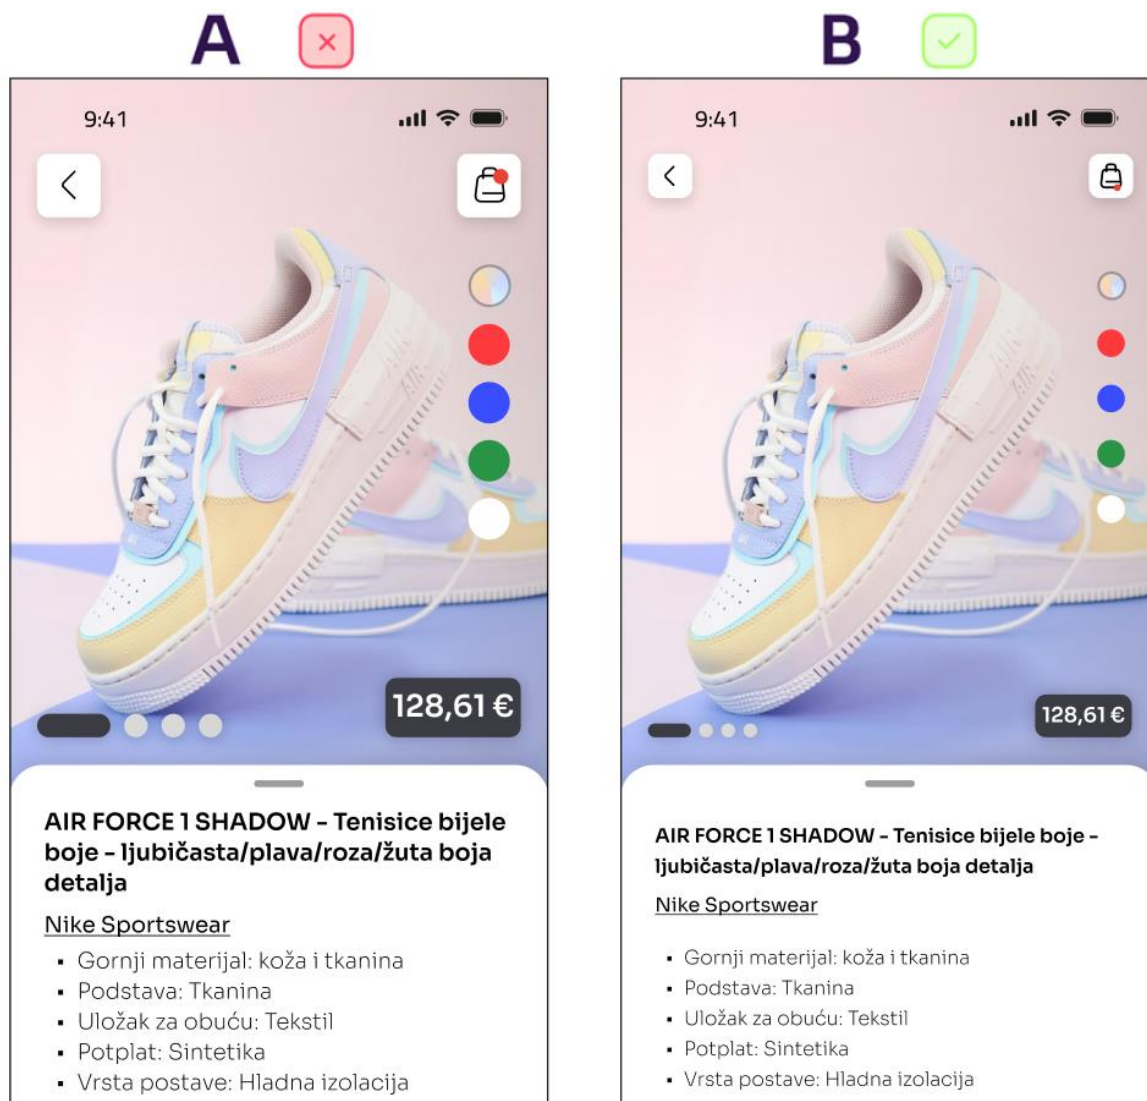 A
9:41
128,61 €
AIR FORCE 1 SHADOW - Tenisice bijele
boje - ljubičasta/plava/roza/žuta boja
detalja
Nike Sportswear
▪ Gornji materijal: koža i tkanina
▪ Podstava: Tkanina
▪ Uložak za obuću: Tekstil
▪ Potplat: Sintetika
▪ Vrsta postave: Hladna izolacija
B
9:41
128,61 €
AIR FORCE 1 SHADOW - Tenisice bijele boje -
ljubičasta/plava/roza/žuta boja detalja
Nike Sportswear
▪ Gornji materijal: koža i tkanina
▪ Podstava: Tkanina
▪ Uložak za obuću: Tekstil
▪ Potplat: Sintetika
▪ Vrsta postave: Hladna izolacija